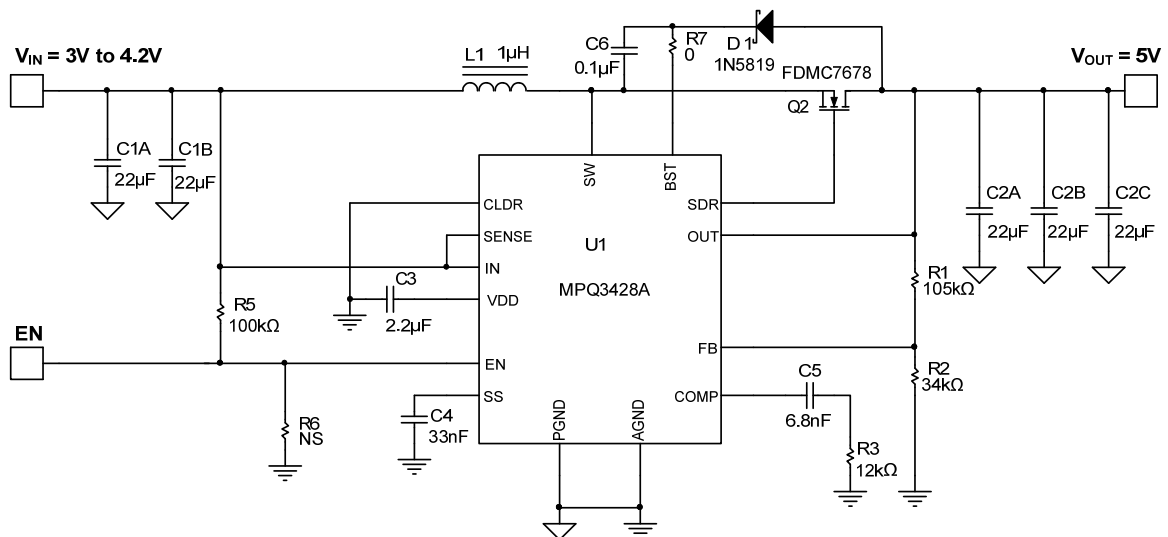 V_IN = 3V to 4.2V
L1 1µH
C6
0.1µF
R7
0
D1
1N5819
FDMC7678
Q2
V_OUT = 5V
C1A
22µF
C1B
22µF
SW
BST
CLDR
SENSE
IN
VDD
EN
SS
SDR
OUT
FB
COMP
PGND
AGND
U1
MPQ3428A
C3
2.2µF
R5
100kΩ
EN
R6
NS
C4
33nF
C2A
22µF
C2B
22µF
C2C
22µF
R1
105kΩ
R2
34kΩ
C5
6.8nF
R3
12kΩ